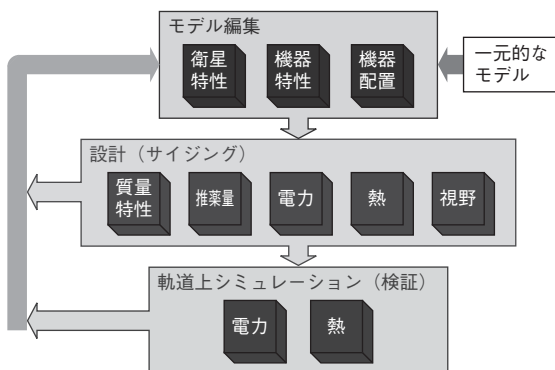 モデル編集
衛星
特性
機器
特性
機器
配置
一元的な
モデル
設計（サイジング）
質量
特性
推薬量
電力
熱
視野
軌道上シミュレーション（検証）
電力
熱